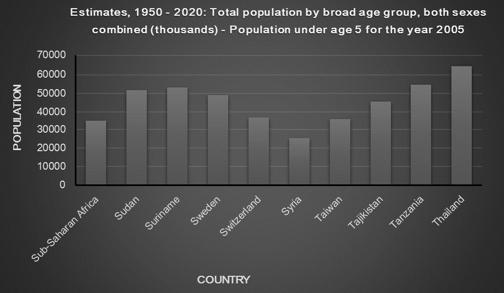 Estimates, 1950 - 2020: Total population by broad age group, both sexes
combined (thousands) - Population under age 5 for the year 2005
POPULATION
70000
60000
50000
40000
30000
20000
10000
0
Sub-Saharan Africa
Sudan
Suriname
Sweden
Switzerland
Syria
Taiwan
Tajikistan
Tanzania
Thailand
COUNTRY